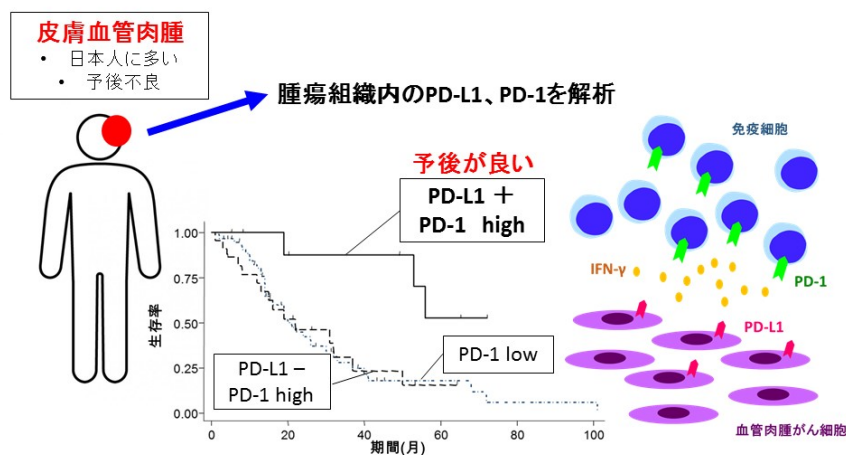 皮膚血管肉腫
• 日本人に多い
• 予後不良
腫瘍組織内のPD-L1、PD-1を解析
予後が良い
PD-L1 ＋
PD-1 high
PD-L1 －
PD-1 high
PD-1 low
生存率
1.00
0.75
0.50
0.25
0.00
0
20
40
60
80
100
期間(月)
免疫細胞
IFN-γ
PD-1
PD-L1
血管肉腫がん細胞